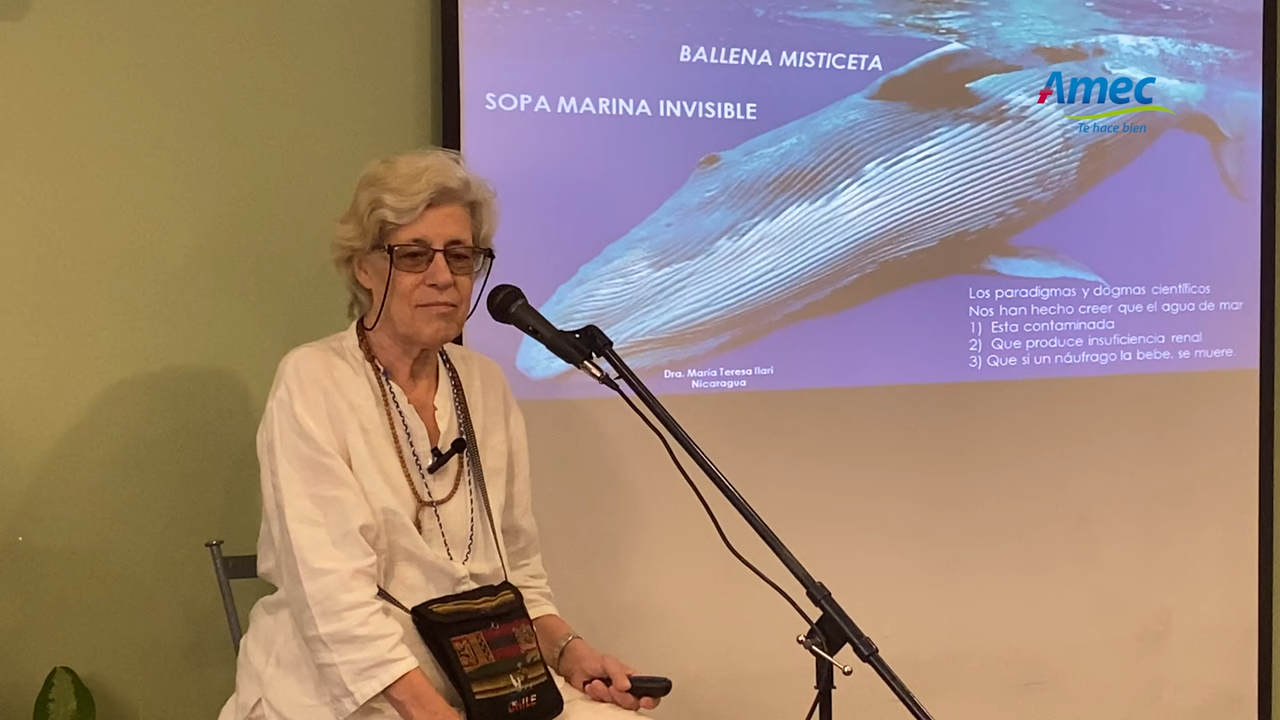 BALLENA MISTICETA
SOPA MARINA INVISIBLE
Amec
Te hace bien
Los paradigmas y dogmas científicos
Nos han hecho creer que el agua de mar
1) Esta contaminada
2) Que produce insuficiencia renal
3) Que si un náufrago la bebe, se muere.
Dra. María Teresa Ilari
Nicaragua
CHILE